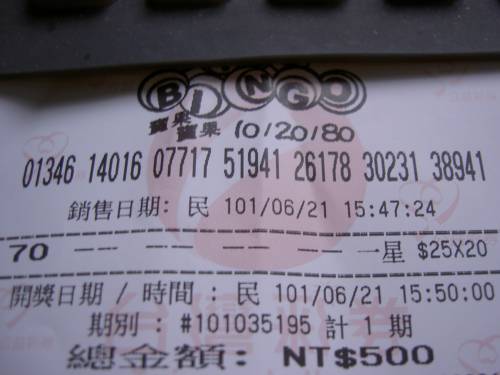 BINGO
賓果
賓果 10/20/80
01346 14016 07717 51941 26178 30231 38941
銷售日期: 民 101/06/21 15:47:24
70 -- -- -- -- -- 一星 $25X20
開獎日期 / 時間 : 民 101/06/21 15:50:00
期別 : #101035195 計 1 期
總金額: NT$500